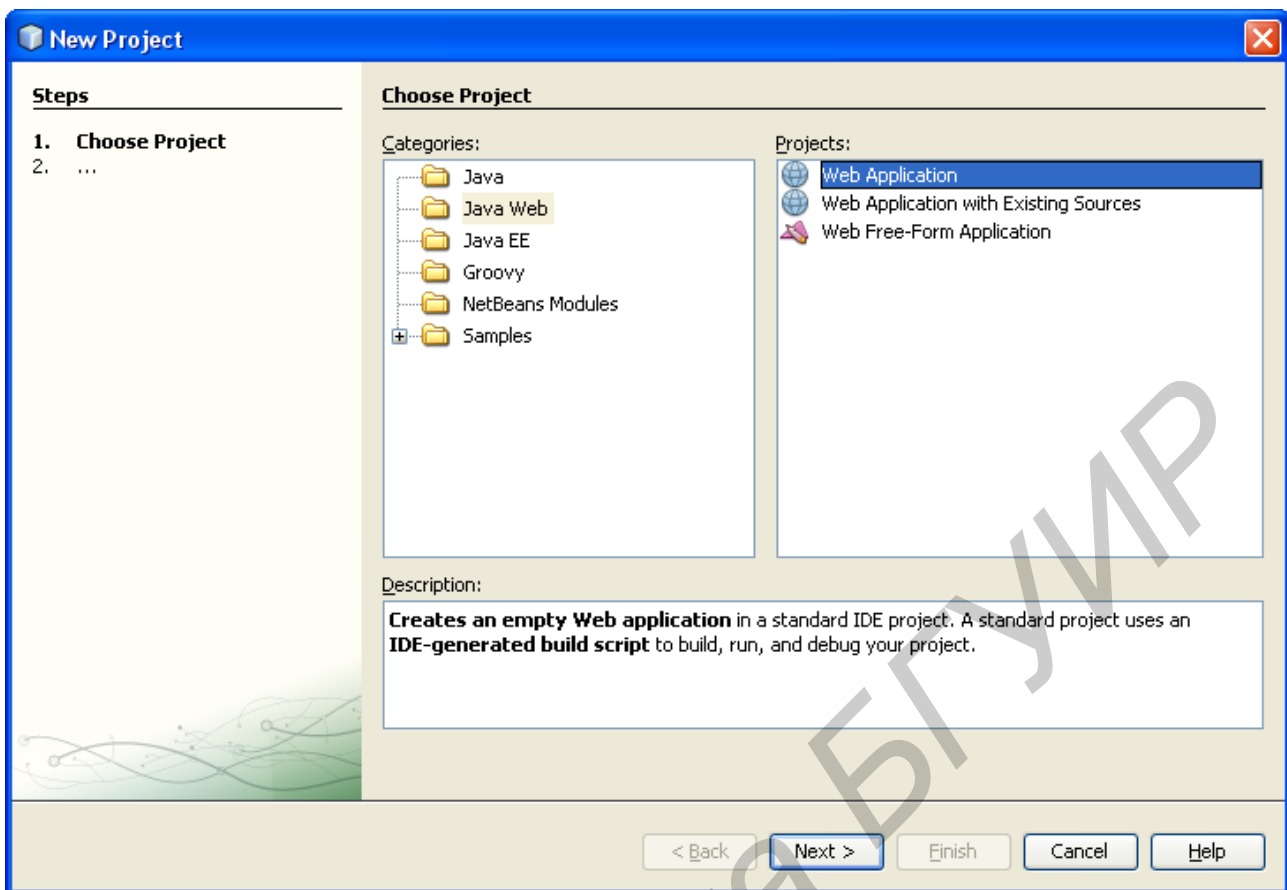 New Project
Steps
1. Choose Project
2. ...
Choose Project
Categories:
Java
Java Web
Java EE
Groovy
NetBeans Modules
Samples
Projects:
Web Application
Web Application with Existing Sources
Web Free-Form Application
Description:
Creates an empty Web application in a standard IDE project. A standard project uses an
IDE-generated build script to build, run, and debug your project.
< Back
Next >
Finish
Cancel
Help
БГУИР